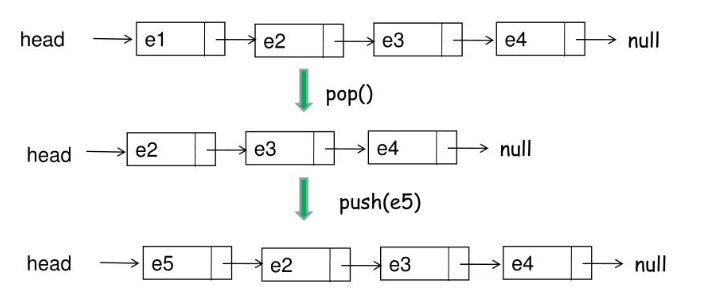 head e1 e2 e3 e4 null
pop()
head e2 e3 e4 null
push(e5)
head e5 e2 e3 e4 null